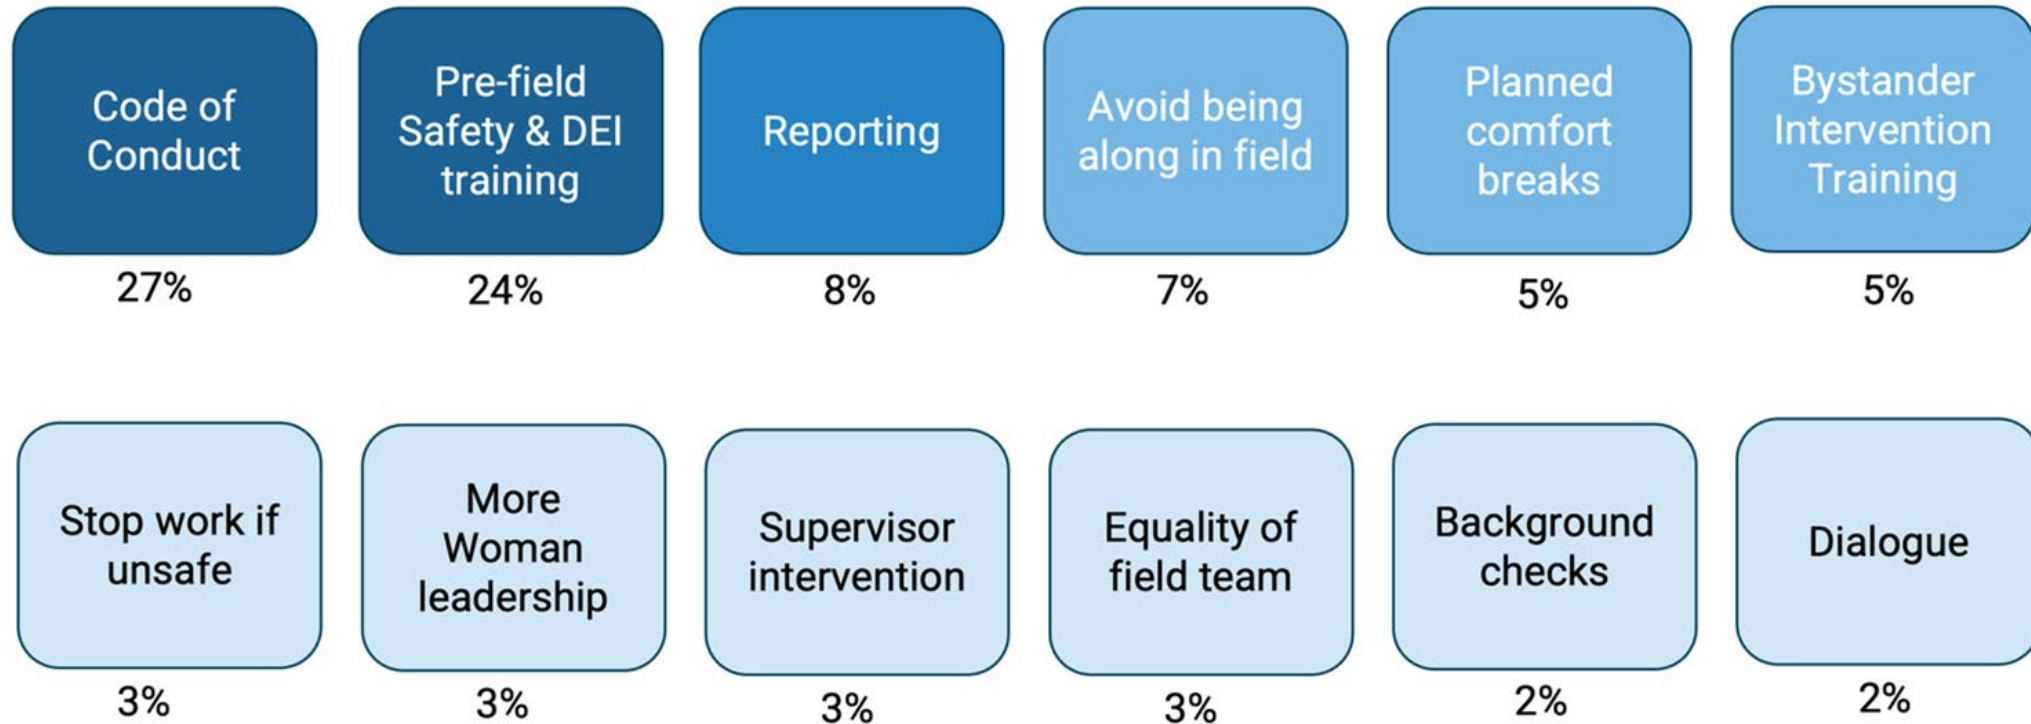 Code of
Conduct
27%
Pre-field
Safety & DEI
training
24%
Reporting
8%
Avoid being
along in field
7%
Planned
comfort
breaks
5%
Bystander
Intervention
Training
5%
Stop work if
unsafe
3%
More
Woman
leadership
3%
Supervisor
intervention
3%
Equality of
field team
3%
Background
checks
2%
Dialogue
2%